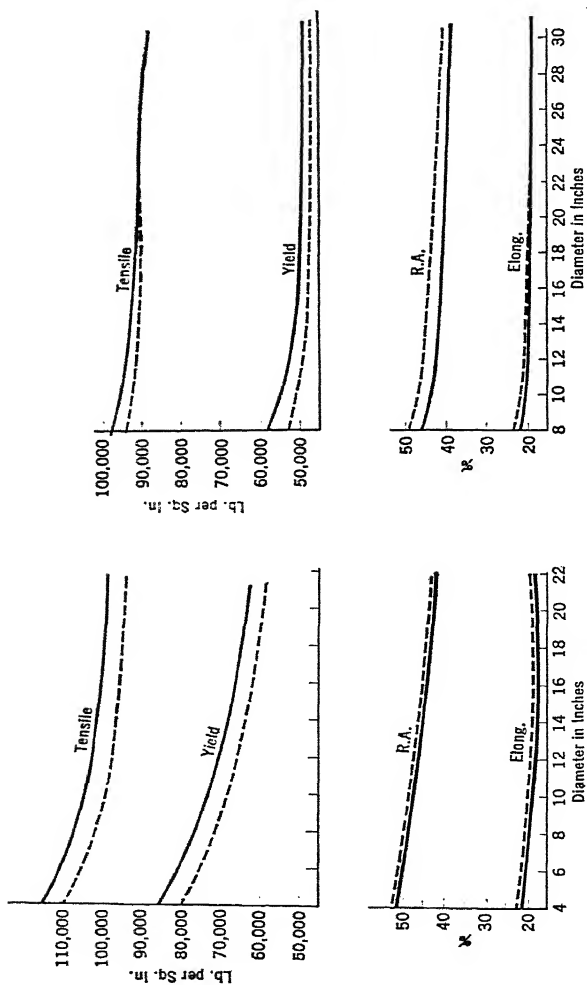 Lb. per Sq. In.
110,000
100,000
90,000
80,000
70,000
60,000
50,000
Tensile
Yield
%
50
40
30
20
R.A.
Elong.
4 6 8 10 12 14 16 18 20 22
Diameter in Inches
Lb. per Sq. In.
100,000
90,000
80,000
70,000
60,000
50,000
Tensile
Yield
%
50
40
30
20
R.A.
Elong.
8 10 12 14 16 18 20 22 26 28 30
Diameter in Inches